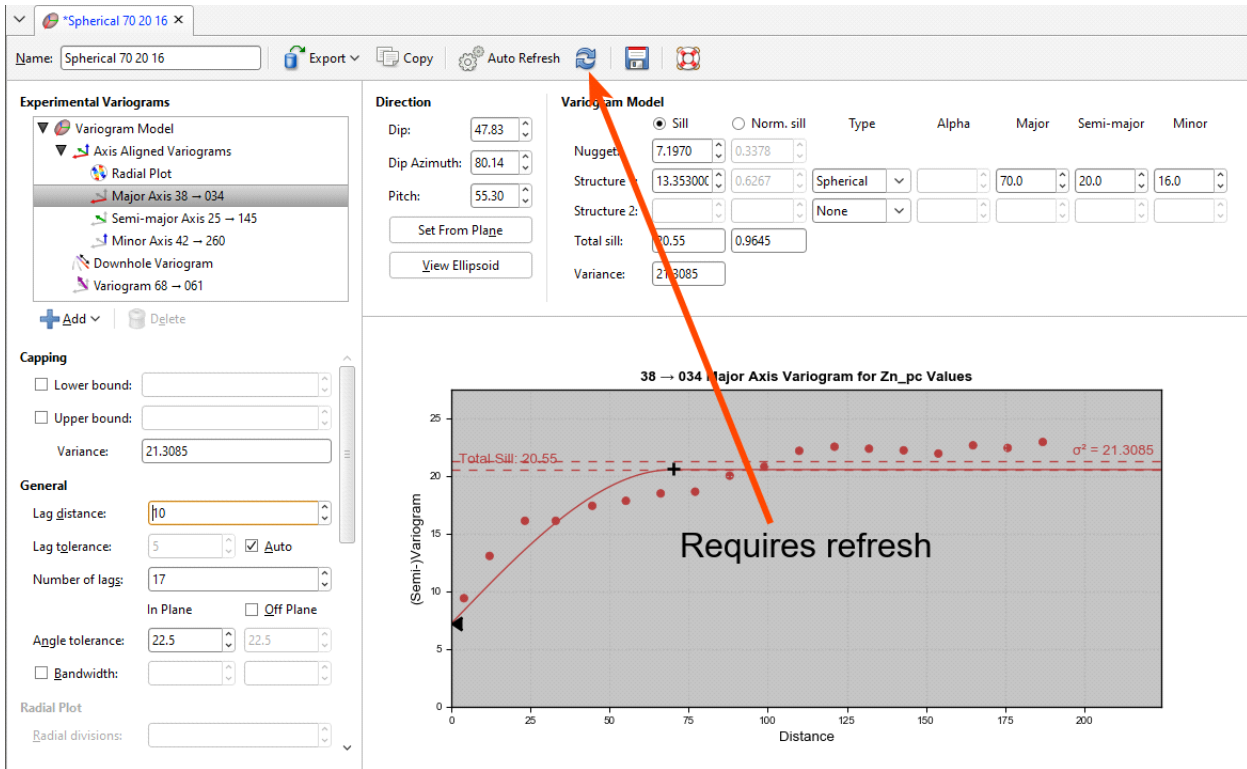 *Spherical 70 20 16
Name: Spherical 70 20 16 Export Copy Auto Refresh
Experimental Variograms
Variogram Model
Axis Aligned Variograms
Radial Plot
Major Axis 38 → 034
Semi-major Axis 25 → 145
Minor Axis 42 → 260
Downhole Variogram
Variogram 68 → 061
Add Delete
Capping
Lower bound:
Upper bound:
Variance: 21.3085
General
Lag distance: 10
Lag tolerance: 5 Auto
Number of lags: 17
In Plane Off Plane
Angle tolerance: 22.5 22.5
Bandwidth:
Radial Plot
Radial divisions:
Direction
Dip: 47.83
Dip Azimuth: 80.14
Pitch: 55.30
Set From Plane
View Ellipsoid
Variogram Model
Sill Norm. sill Type Alpha Major Semi-major Minor
Nugget: 7.1970 0.3378
Structure 13.353000 0.6267 Spherical 70.0 20.0 16.0
Structure 2: None
Total sill: 20.55 0.9645
Variance: 21.3085
38 → 034 Major Axis Variogram for Zn_pc Values
Total Sill: 20.55
σ² = 21.3085
Requires refresh
(Semi-)Variogram
25
20
15
10
5
0
0 25 50 75 100 125 150 175 200
Distance